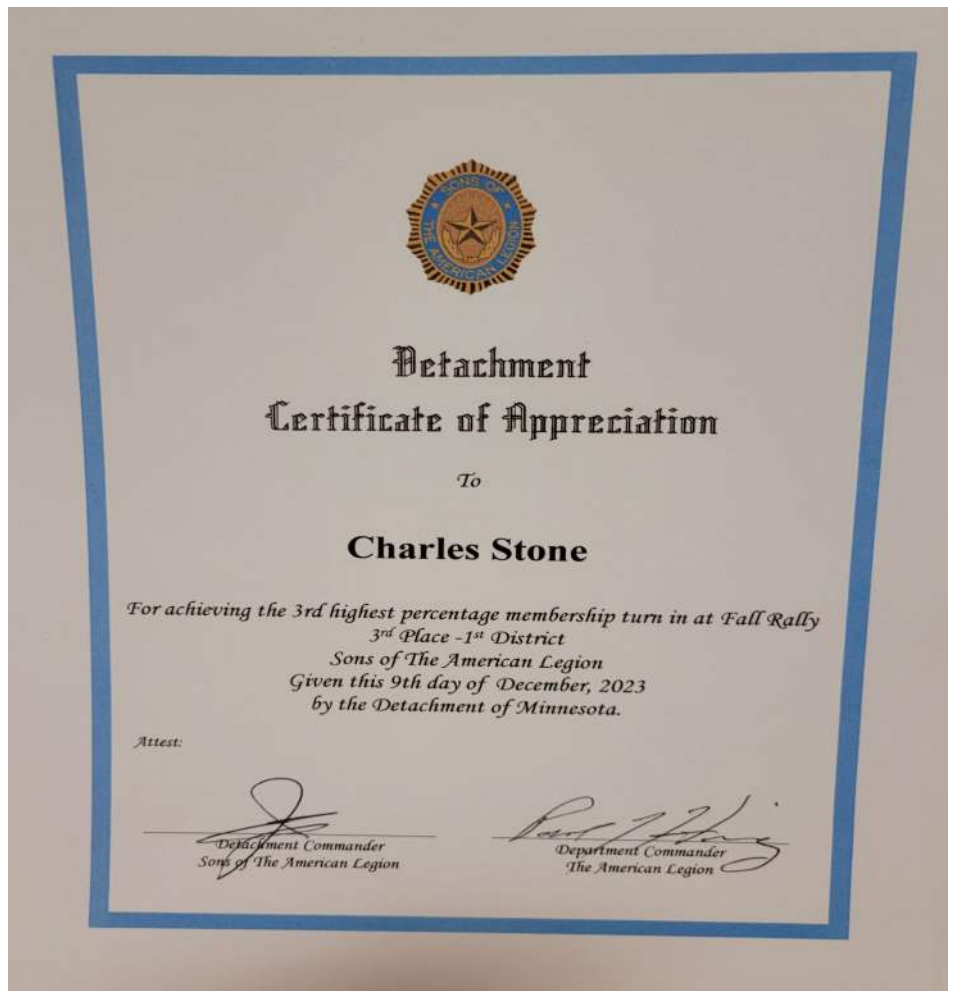 SONS OF
THE AMERICAN LEGION
Detachment
Certificate of Appreciation
To
Charles Stone
For achieving the 3rd highest percentage membership turn in at Fall Rally
3rd Place -1st District
Sons of The American Legion
Given this 9th day of December, 2023
by the Detachment of Minnesota.
Attest:
Detachment Commander
Sons of The American Legion
Department Commander
The American Legion